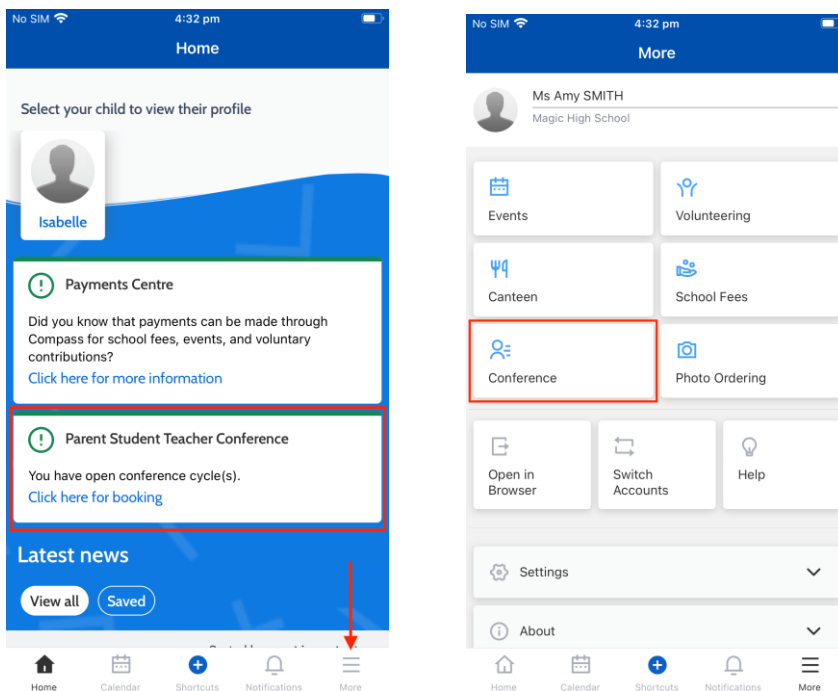 No SIM 4:32 pm
Home
Select your child to view their profile
Isabelle
Payments Centre
Did you know that payments can be made through
Compass for school fees, events, and voluntary
contributions?
Click here for more information
Parent Student Teacher Conference
You have open conference cycle(s).
Click here for booking
Latest news
View all Saved
Home Calendar Shortcuts Notifications More
No SIM 4:32 pm
More
Ms Amy SMITH
Magic High School
Events Volunteering
Canteen School Fees
Conference Photo Ordering
Open in Switch Help
Browser Accounts
Settings
About
Home Calendar Shortcuts Notifications More